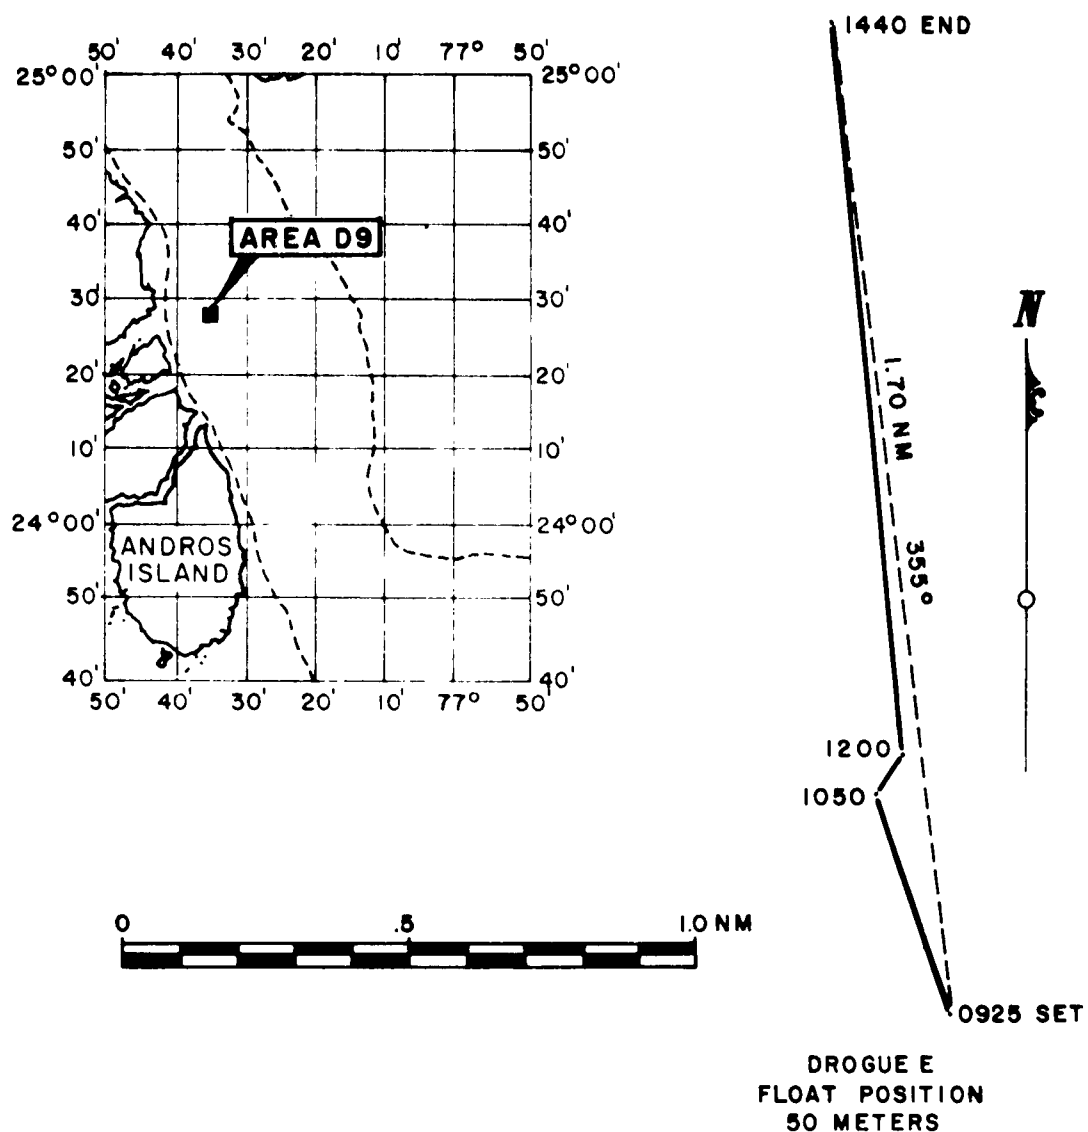 50' 40' 30' 20' 10' 77° 50'
25°00' 25°00'
50' 50'
40' 40'
AREA D9
30' 30'
20' 20'
10' 10'
24°00' 24°00'
ANDROS
ISLAND
50' 50'
40' 40'
50' 40' 30' 20' 10' 77° 50'
1440 END
N
1.70 NM
355°
1200
1050
0 .5 1.0 NM
0925 SET
DROGUE E
FLOAT POSITION
50 METERS